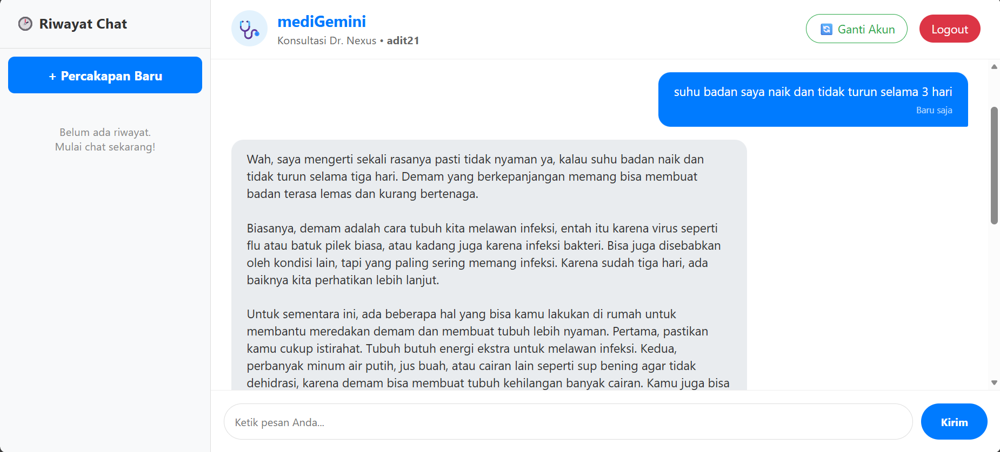 Riwayat Chat
+ Percakapan Baru
Belum ada riwayat.
Mulai chat sekarang!
mediGemini
Konsultasi Dr. Nexus • adit21
Ganti Akun
Logout
suhu badan saya naik dan tidak turun selama 3 hari
Baru saja
Wah, saya mengerti sekali rasanya pasti tidak nyaman ya, kalau suhu badan naik dan
tidak turun selama tiga hari. Demam yang berkepanjangan memang bisa membuat
badan terasa lemas dan kurang bertenaga.
Biasanya, demam adalah cara tubuh kita melawan infeksi, entah itu karena virus seperti
flu atau batuk pilek biasa, atau kadang juga karena infeksi bakteri. Bisa juga disebabkan
oleh kondisi lain, tapi yang paling sering memang infeksi. Karena sudah tiga hari, ada
baiknya kita perhatikan lebih lanjut.
Untuk sementara ini, ada beberapa hal yang bisa kamu lakukan di rumah untuk
membantu meredakan demam dan membuat tubuh lebih nyaman. Pertama, pastikan
kamu cukup istirahat. Tubuh butuh energi ekstra untuk melawan infeksi. Kedua,
perbanyak minum air putih, jus buah, atau cairan lain seperti sup bening agar tidak
dehidrasi, karena demam bisa membuat tubuh kehilangan banyak cairan. Kamu juga bisa
Ketik pesan Anda...
Kirim